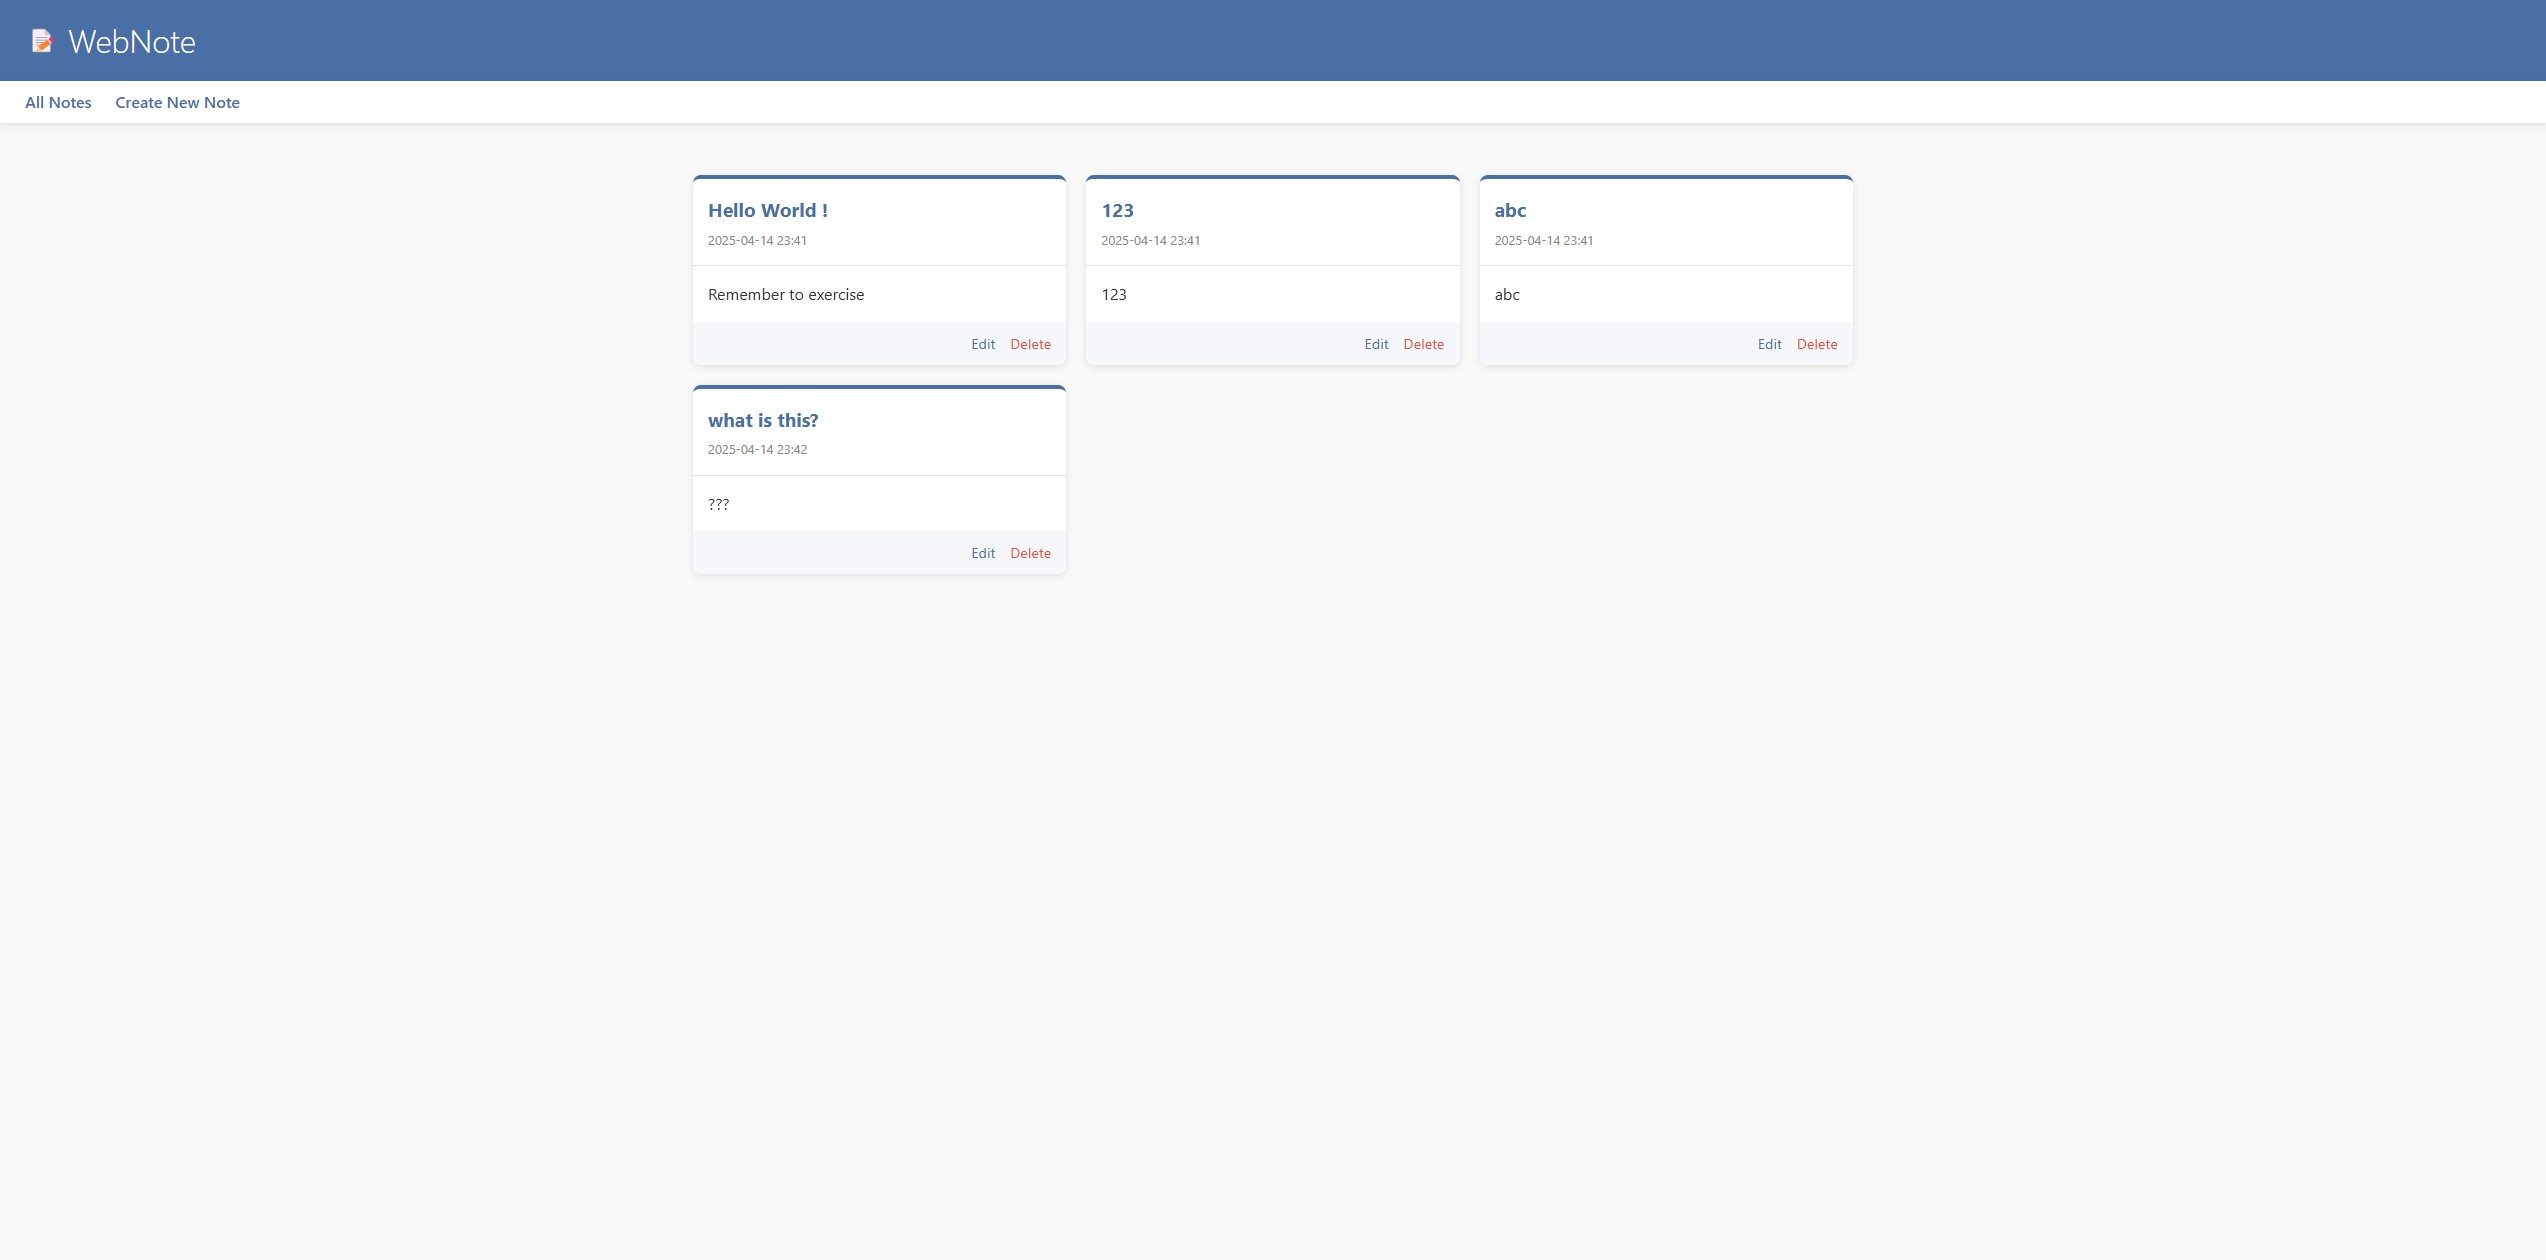 WebNote
All Notes Create New Note
Hello World !
2025-04-14 23:41
Remember to exercise
Edit Delete
123
2025-04-14 23:41
123
Edit Delete
abc
2025-04-14 23:41
abc
Edit Delete
what is this?
2025-04-14 23:42
???
Edit Delete